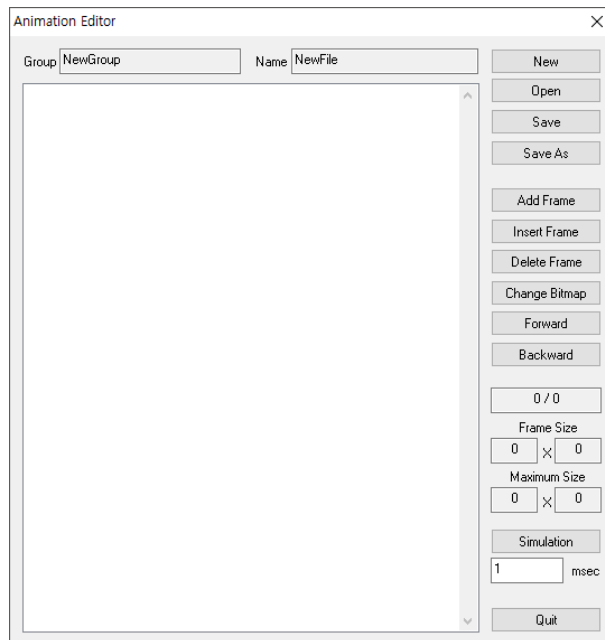 Animation Editor
Group NewGroup Name NewFile
New
Open
Save
Save As
Add Frame
Insert Frame
Delete Frame
Change Bitmap
Forward
Backward
0 / 0
Frame Size
0 X 0
Maximum Size
0 X 0
Simulation
1 msec
Quit